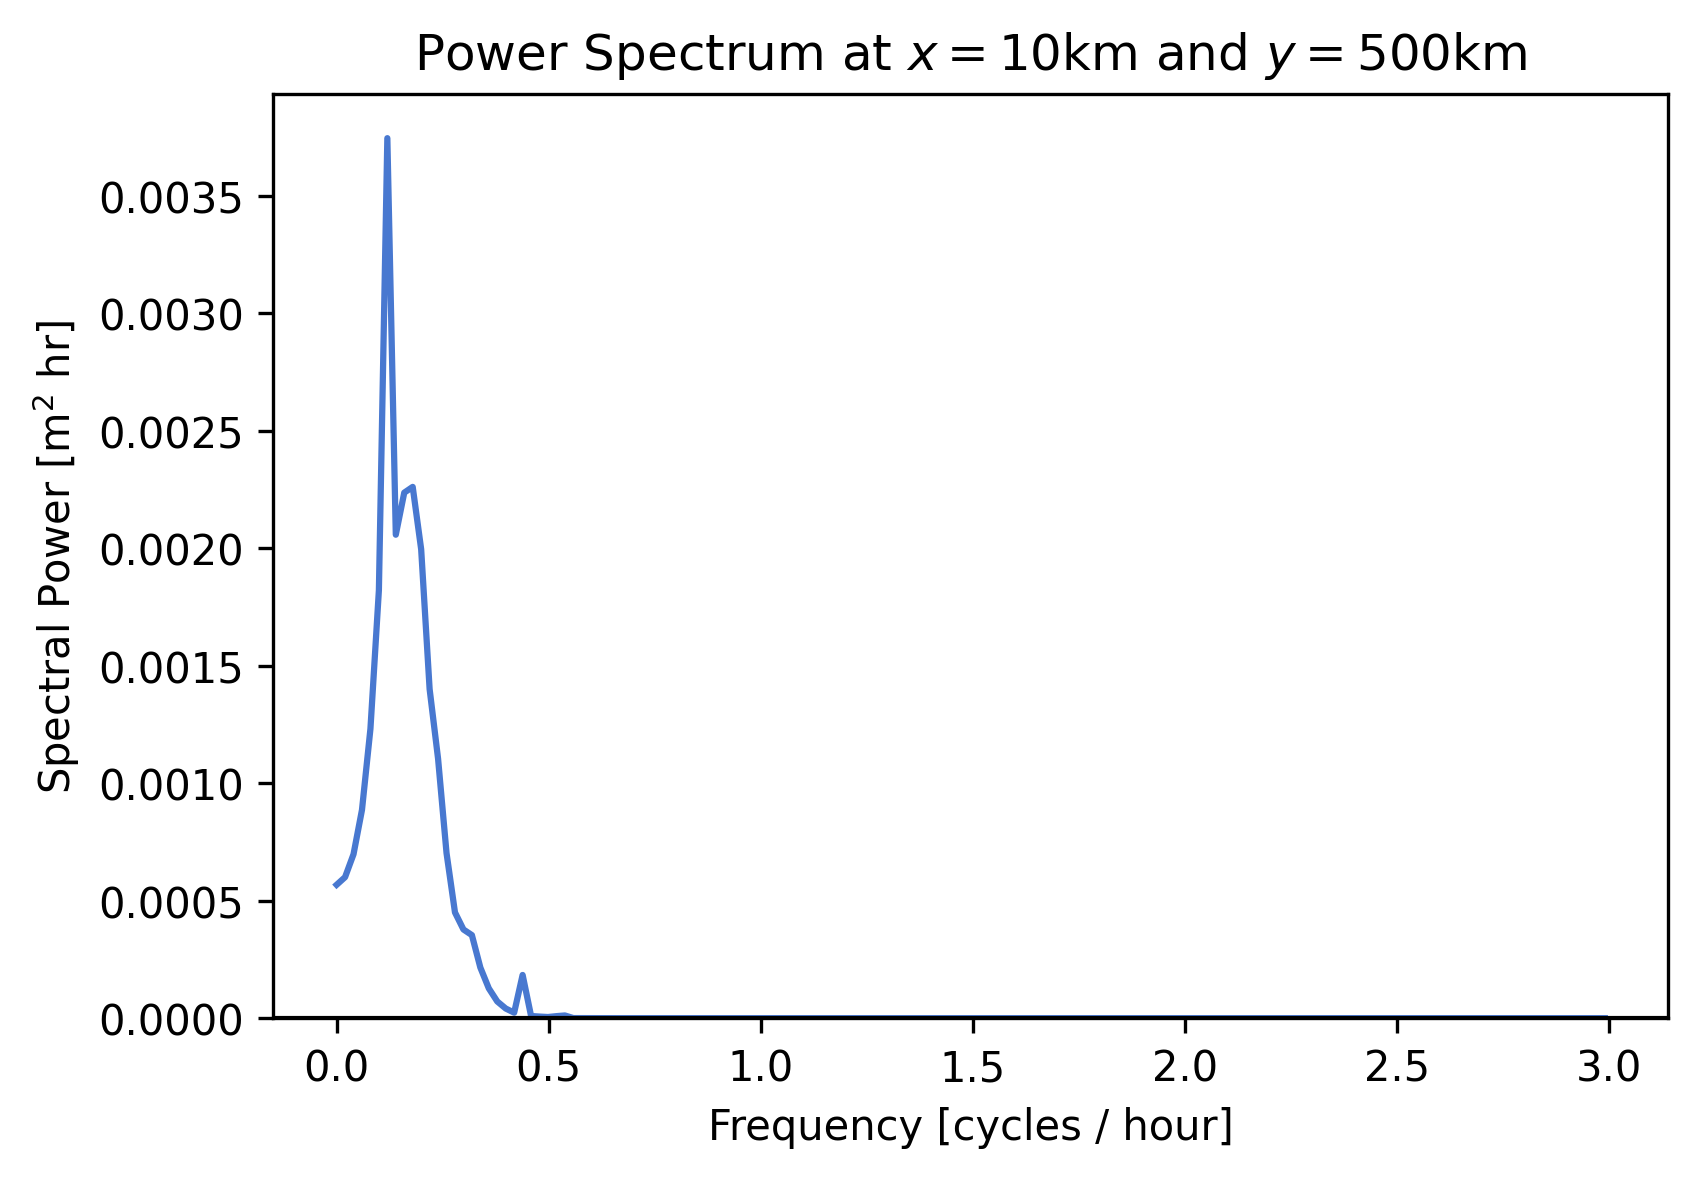 Power Spectrum at x = 10km and y = 500km
Spectral Power [m² hr]
0.0035
0.0030
0.0025
0.0020
0.0015
0.0010
0.0005
0.0000
0.0 0.5 1.0 1.5 2.0 2.5 3.0
Frequency [cycles / hour]